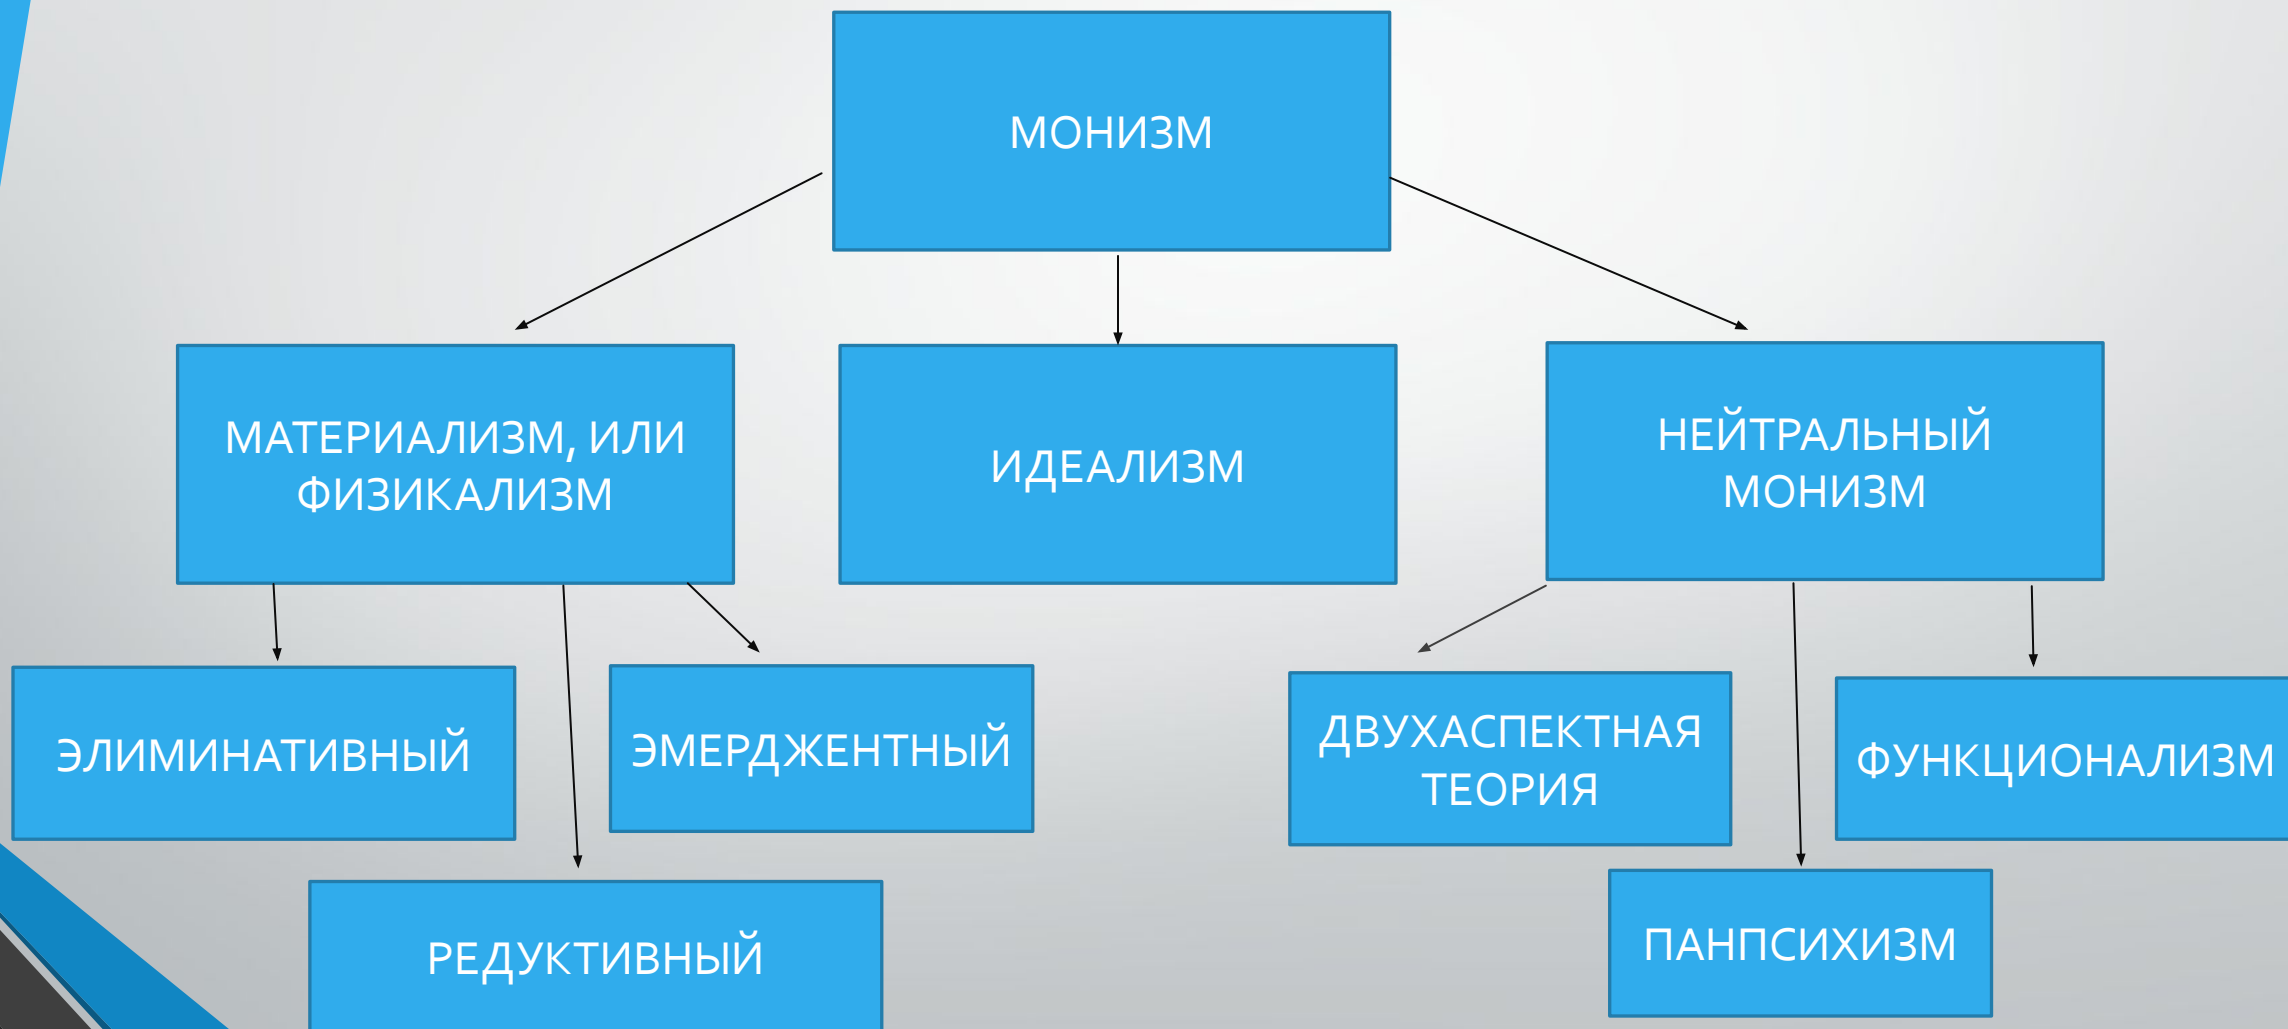 МОНИЗМ
МАТЕРИАЛИЗМ, ИЛИ
ФИЗИКАЛИЗМ
ИДЕАЛИЗМ
НЕЙТРАЛЬНЫЙ
МОНИЗМ
ЭЛИМИНАТИВНЫЙ
ЭМЕРДЖЕНТНЫЙ
ДВУХАСПЕКТНАЯ
ТЕОРИЯ
ФУНКЦИОНАЛИЗМ
РЕДУКТИВНЫЙ
ПАНПСИХИЗМ